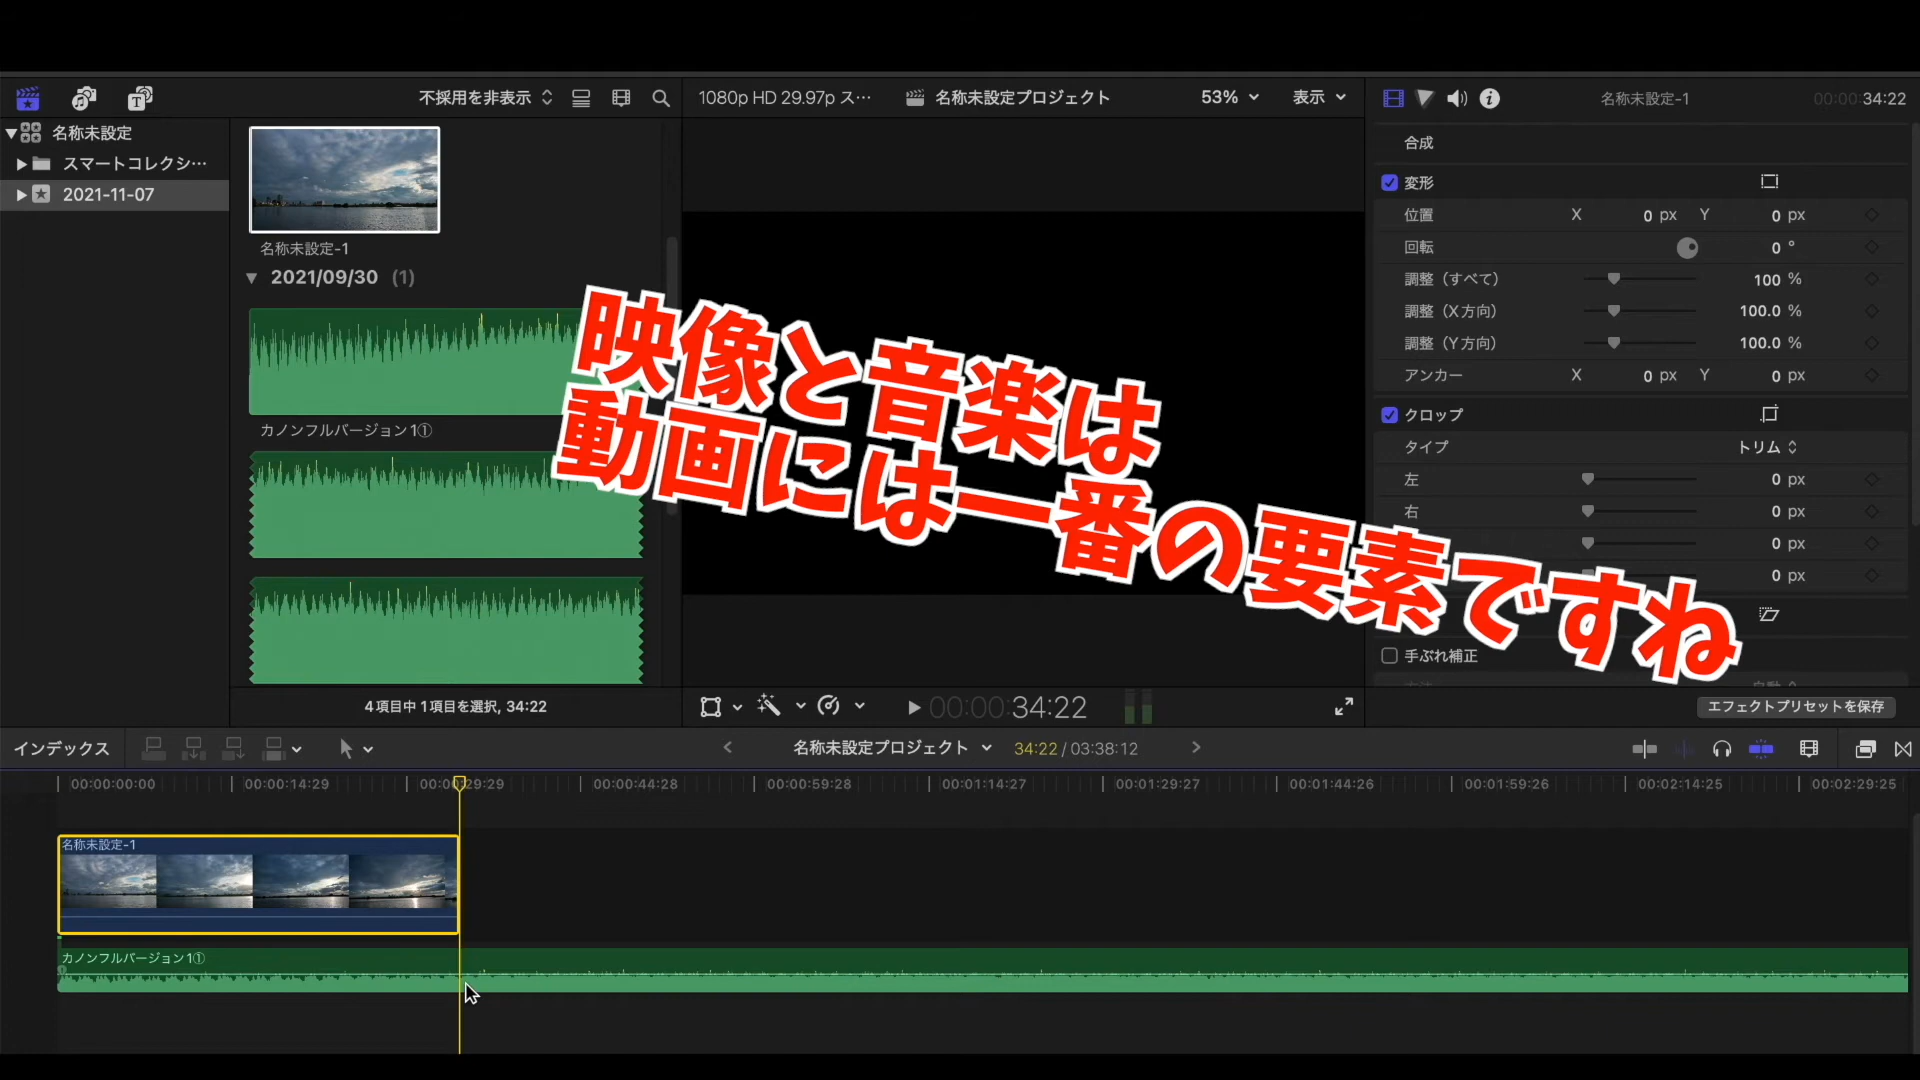 不採用を非表示
1080p HD 29.97p ス…
名称未設定プロジェクト
53%
表示
名称未設定-1
00:00:34:22
名称未設定
スマートコレクシ…
2021-11-07
名称未設定-1
2021/09/30 (1)
カノンフルバージョン1①
映像と音楽は
動画には一番の要素ですね
合成
変形
位置 X 0 px Y 0 px
回転 0 °
調整（すべて） 100 %
調整（X方向） 100.0 %
調整（Y方向） 100.0 %
アンカー X 0 px Y 0 px
クロップ
タイプ トリム
左 0 px
右 0 px
0 px
0 px
手ぶれ補正
4項目中1項目を選択, 34:22
00:00:34:22
エフェクトプリセットを保存
インデックス
名称未設定プロジェクト
34:22 / 03:38:12
00:00:00:00
00:00:14:29
00:00:29:29
00:00:44:28
00:00:59:28
00:01:14:27
00:01:29:27
00:01:44:26
00:01:59:26
00:02:14:25
00:02:29:25
名称未設定-1
カノンフルバージョン1①